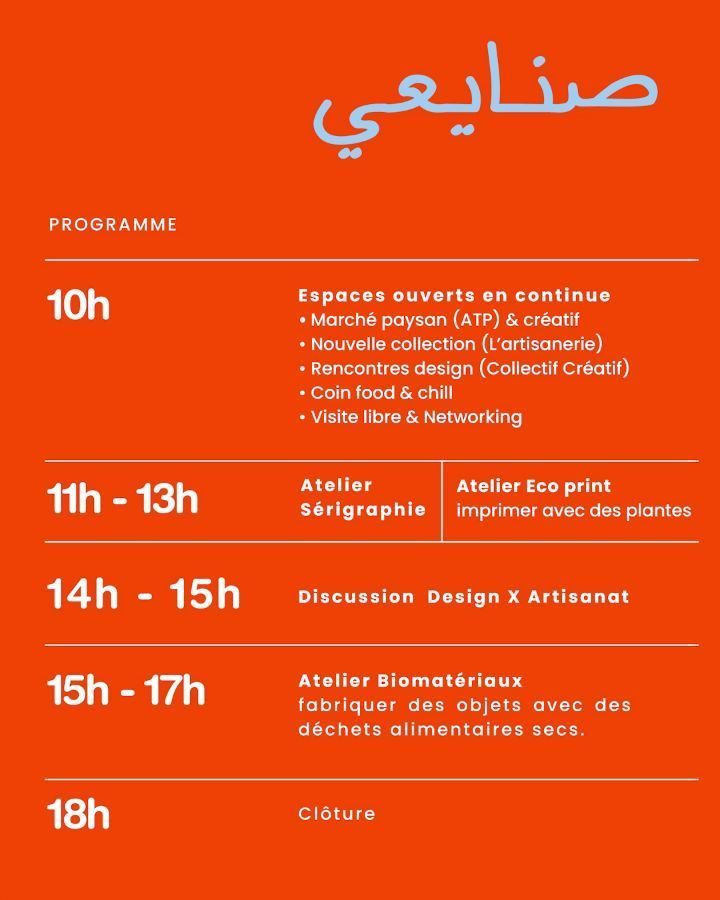 صنايعي
PROGRAMME
10h
Espaces ouverts en continue
• Marché paysan (ATP) & créatif
• Nouvelle collection (L'artisanerie)
• Rencontres design (Collectif Créatif)
• Coin food & chill
• Visite libre & Networking
11h - 13h
Atelier
Sérigraphie
Atelier Eco print
imprimer avec des plantes
14h - 15h
Discussion Design X Artisanat
15h - 17h
Atelier Biomatériaux
fabriquer des objets avec des
déchets alimentaires secs.
18h
Clôture